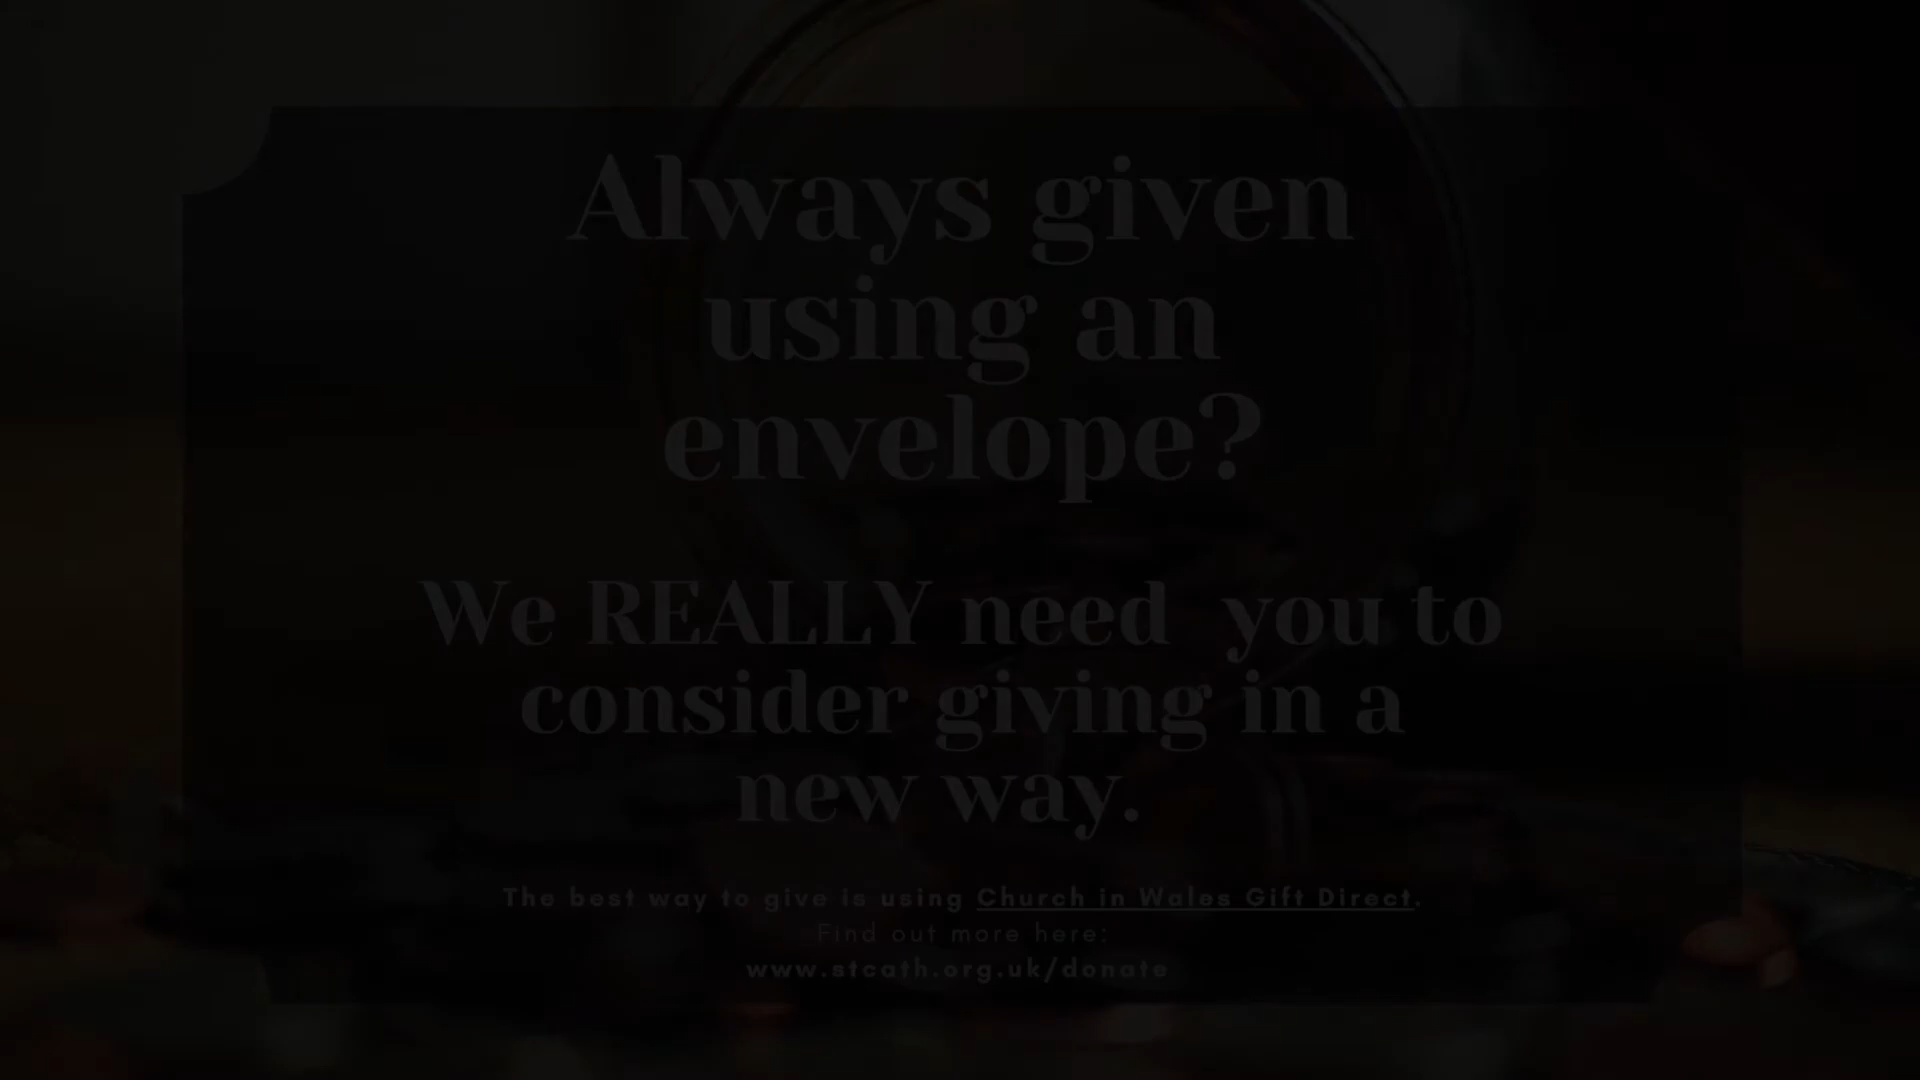 Always given
using an
envelope?
We REALLY need you to
consider giving in a
new way.
The best way to give is using Church in Wales Gift Direct.
Find out more here:
www.stcath.org.uk/donate